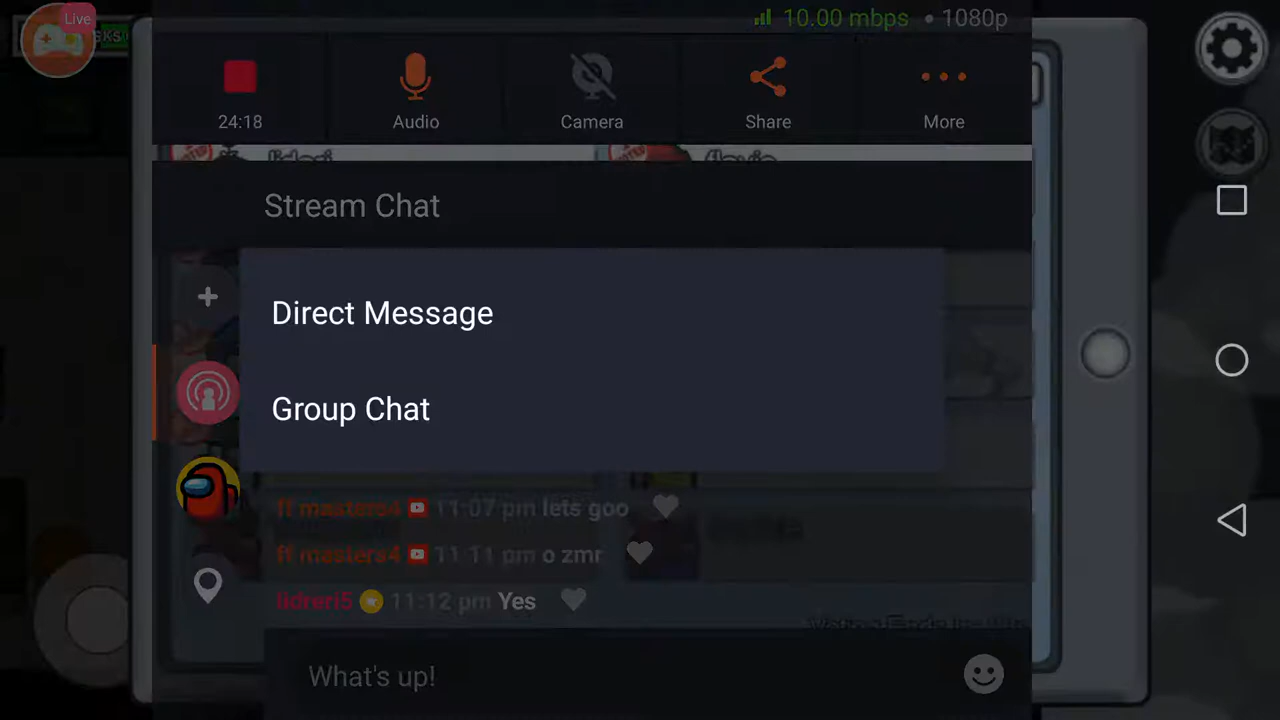 Live
10.00 mbps • 1080p
24:18
Audio
Camera
Share
More
lidreri
Stream Chat
Direct Message
Group Chat
ff masters4 11:07 pm lets goo
ff masters4 11:11 pm o zmr
lidreri5 11:12 pm Yes
What's up!